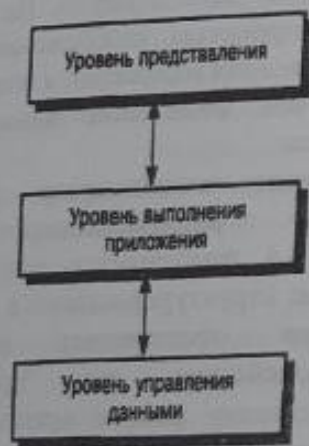 Уровень представления
Уровень выполнения
приложения
Уровень управления
данными